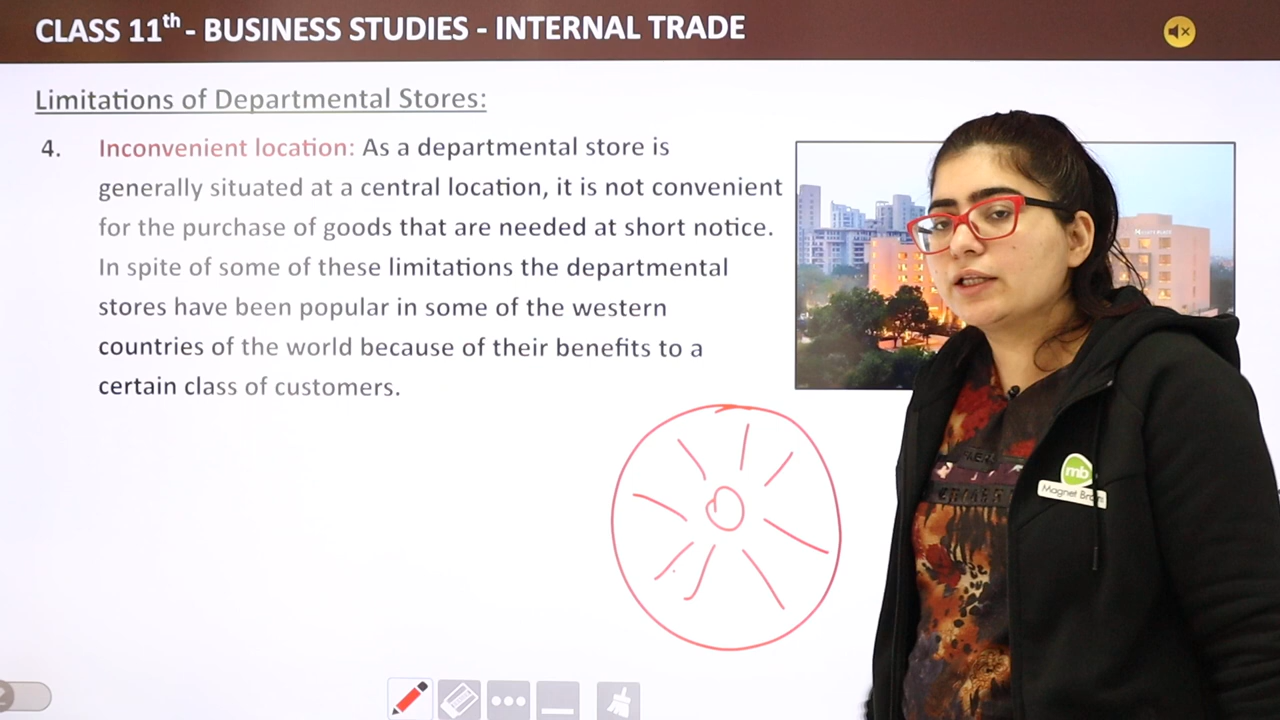 CLASS 11th - BUSINESS STUDIES - INTERNAL TRADE
Limitations of Departmental Stores:
4. Inconvenient location: As a departmental store is
generally situated at a central location, it is not convenient
for the purchase of goods that are needed at short notice.
In spite of some of these limitations the departmental
stores have been popular in some of the western
countries of the world because of their benefits to a
certain class of customers.
mb